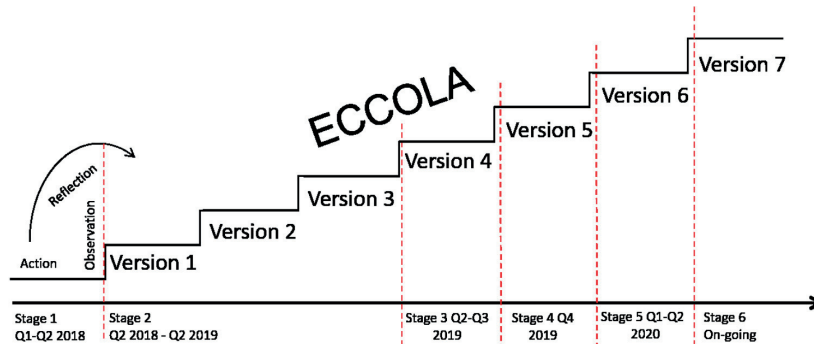 ECCOLA
Version 7
Version 6
Version 5
Version 4
Version 3
Version 2
Version 1
Reflection
Observation
Action
Stage 1
Q1-Q2 2018
Stage 2
Q2 2018 - Q2 2019
Stage 3 Q2-Q3
2019
Stage 4 Q4
2019
Stage 5 Q1-Q2
2020
Stage 6
On-going